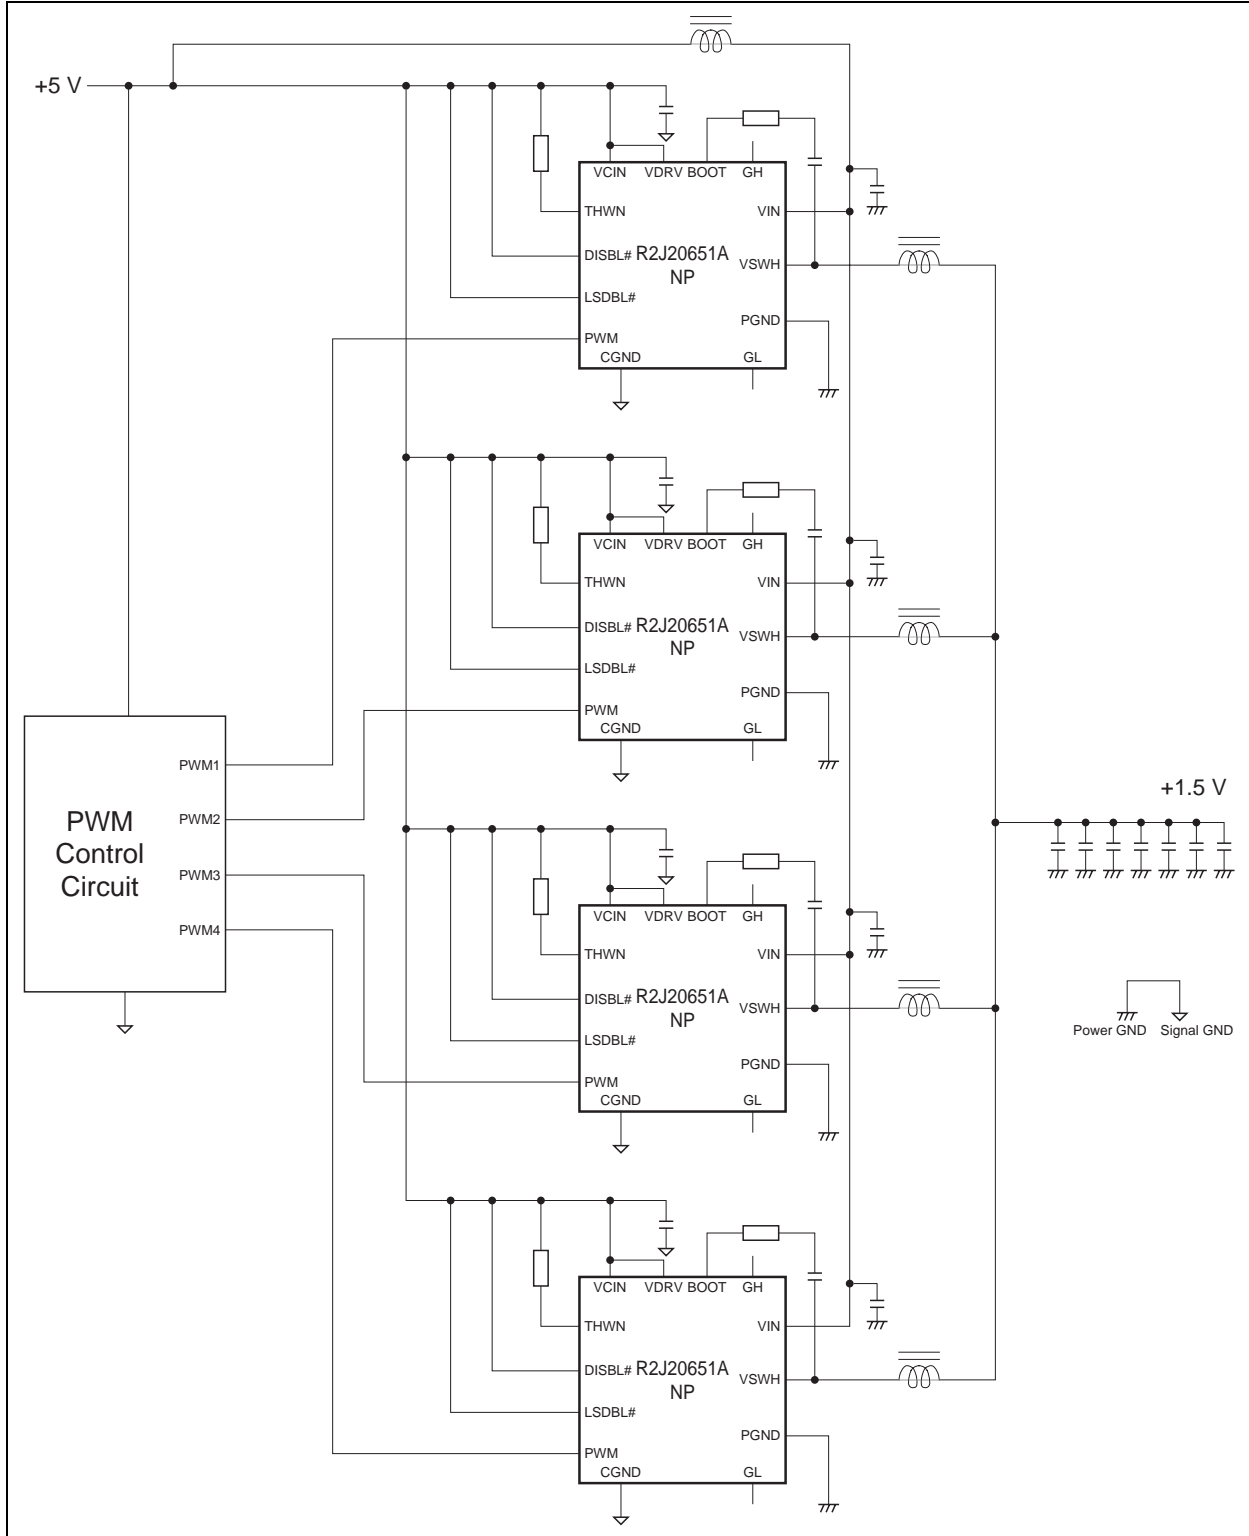 +5 V
VCIN VDRV BOOT GH
THWN VIN
DISBL# R2J20651A VSWH
NP
LSDBL#
PGND
PWM
CGND GL
VCIN VDRV BOOT GH
THWN VIN
DISBL# R2J20651A VSWH
NP
LSDBL#
PGND
PWM
CGND GL
PWM1
PWM2
PWM3
PWM4
PWM
Control
Circuit
+1.5 V
VCIN VDRV BOOT GH
THWN VIN
DISBL# R2J20651A VSWH
NP
LSDBL#
PGND
PWM
CGND GL
Power GND Signal GND
VCIN VDRV BOOT GH
THWN VIN
DISBL# R2J20651A VSWH
NP
LSDBL#
PGND
PWM
CGND GL